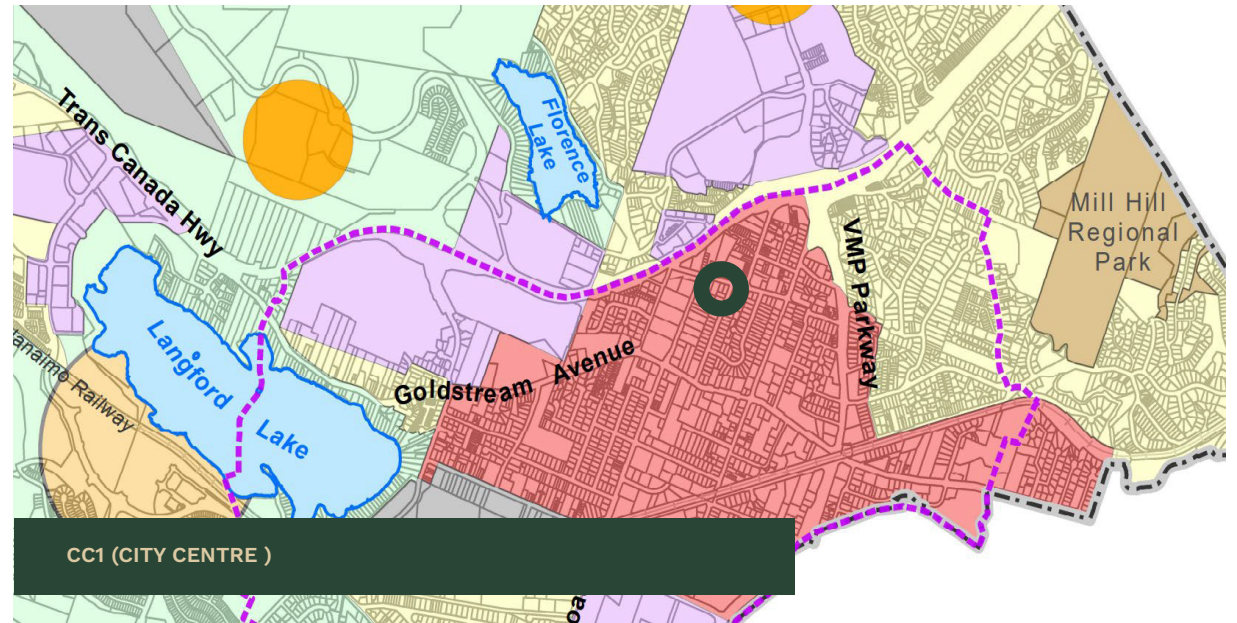 Trans Canada Hwy
Florence
Lake
Mill Hill
Regional
Park
VMP Parkway
Langford
Lake
Goldstream Avenue
Railway
CC1 (CITY CENTRE )